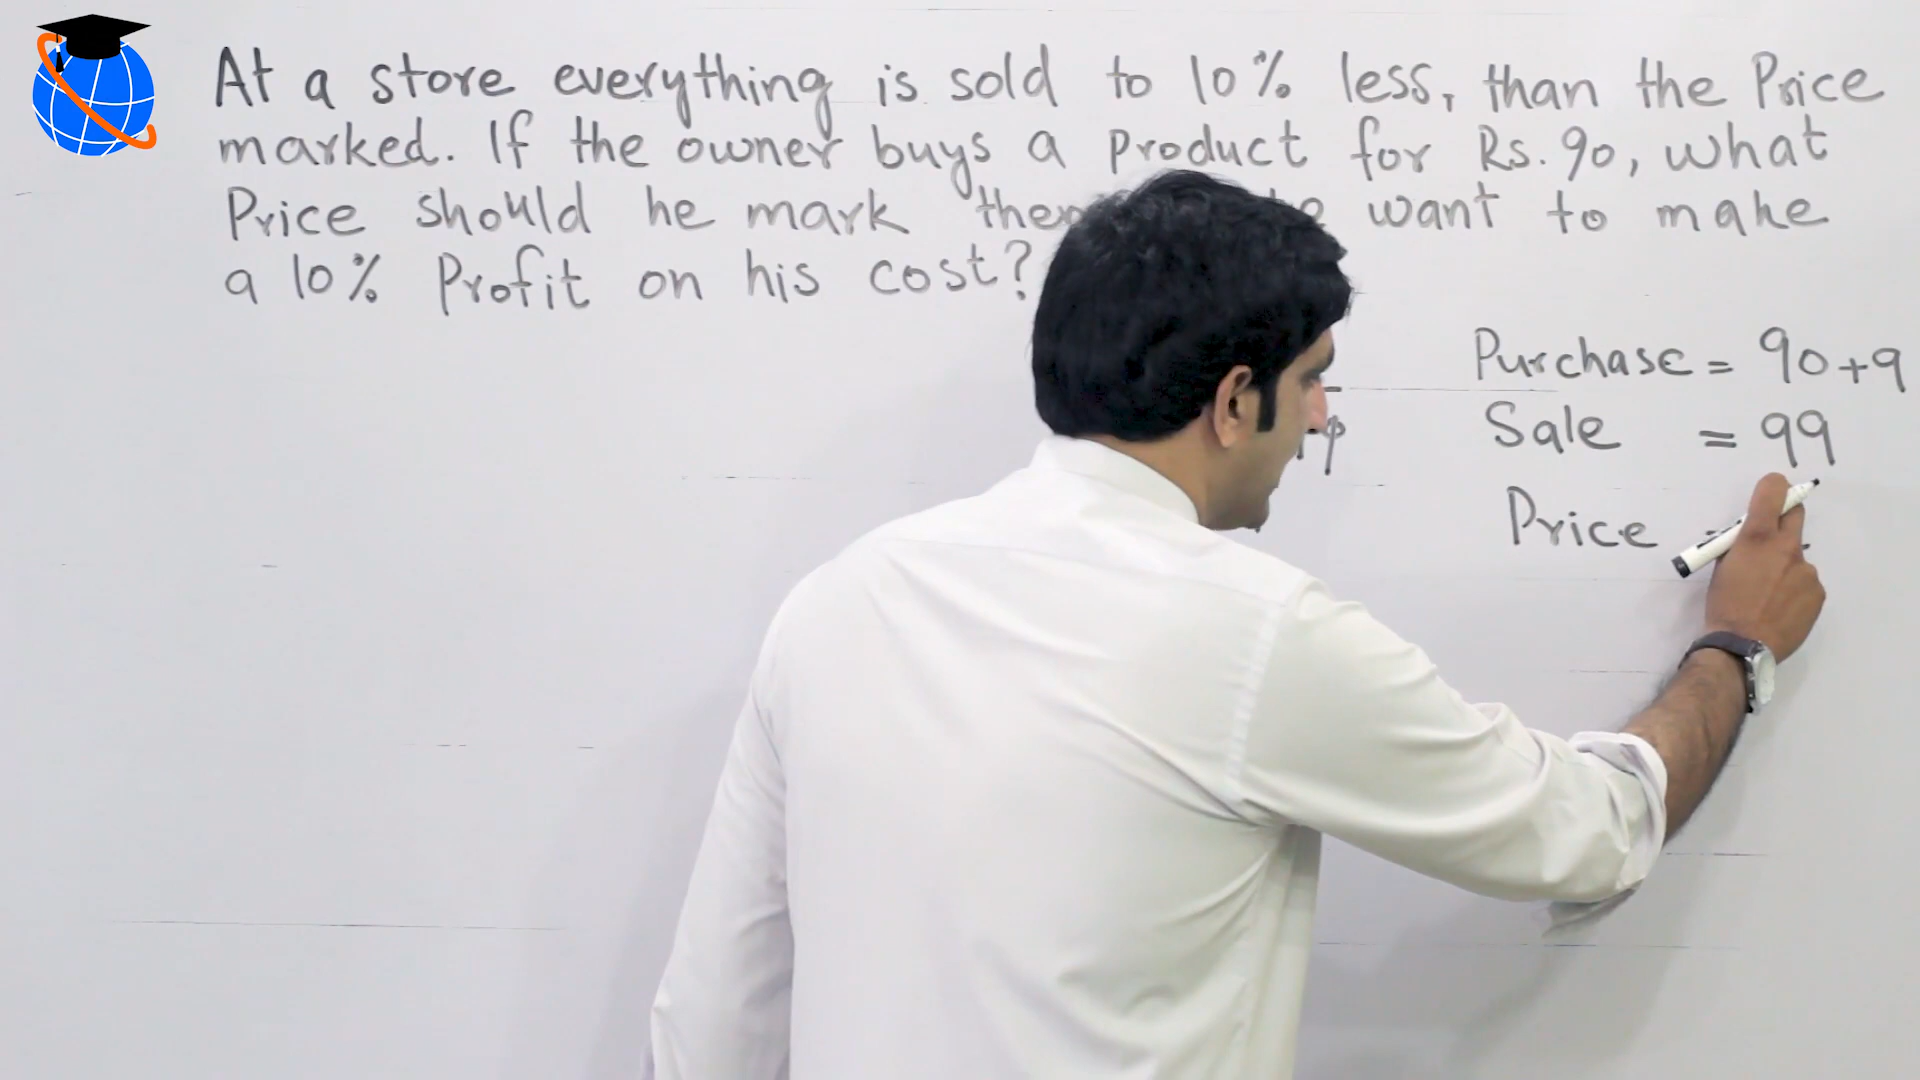 At a store everything is sold to 10% less, than the Price
marked. If the owner buys a product for Rs. 90, what
Price should he mark want to make
a 10% Profit on his cost?
Purchase = 90+9
Sale = 99
Price